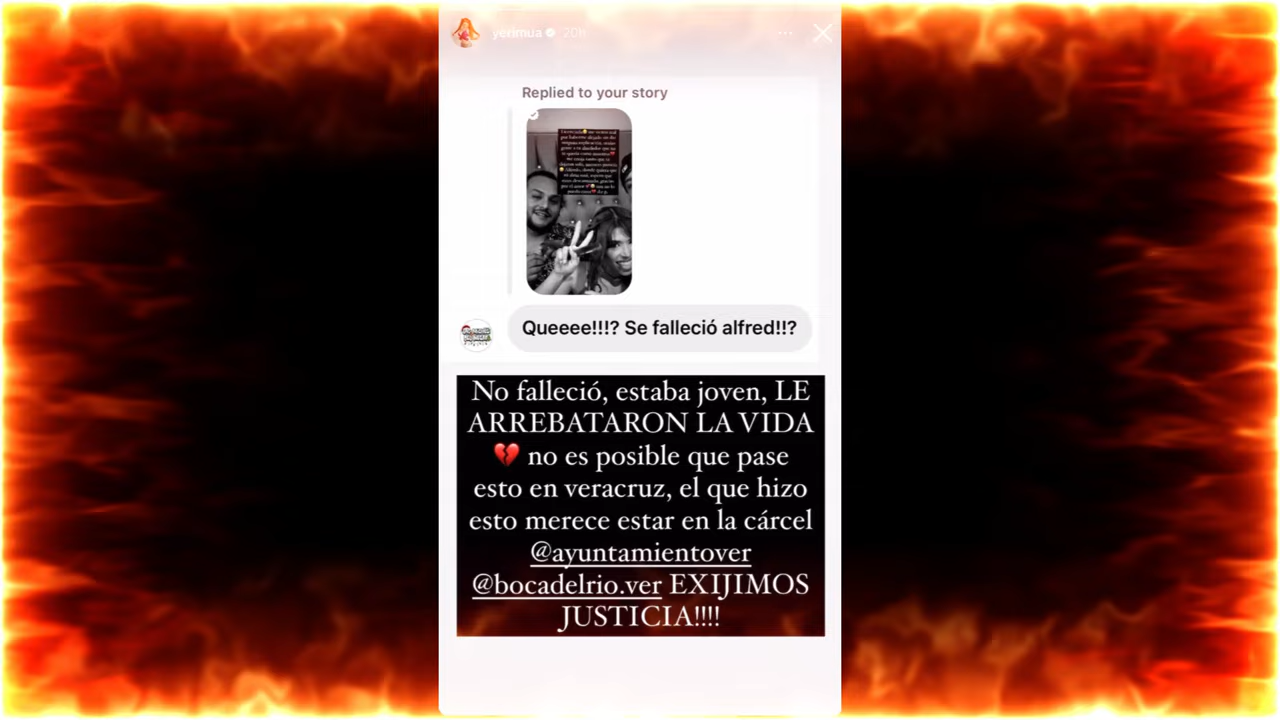 yerimua 20h
Replied to your story
Queeee!!!? Se falleció alfred!!?
No falleció, estaba joven, LE
ARREBATARON LA VIDA
💔 no es posible que pase
esto en veracruz, el que hizo
esto merece estar en la cárcel
@ayuntamientover
@bocadelrio.ver EXIJIMOS
JUSTICIA!!!!